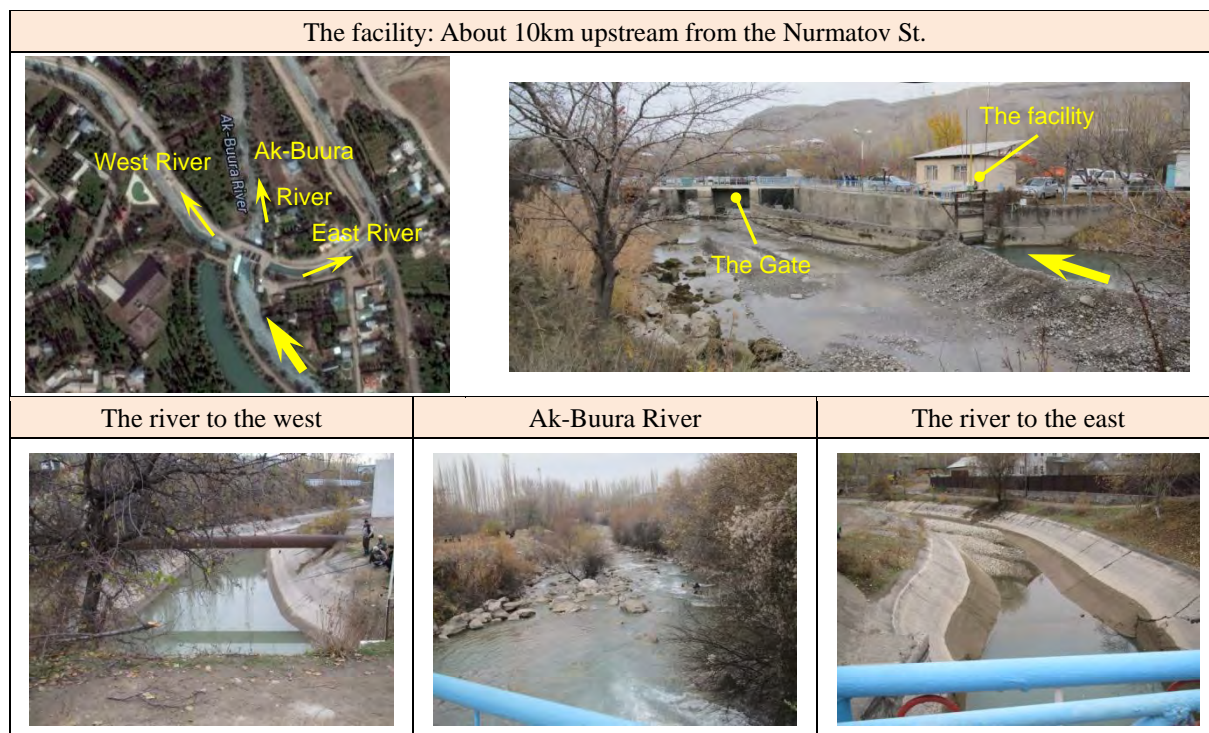 The facility: About 10km upstream from the Nurmatov St.
West River
Ak-Buura River
Ak-Buura
River
East River
The facility
The Gate
The river to the west
Ak-Buura River
The river to the east